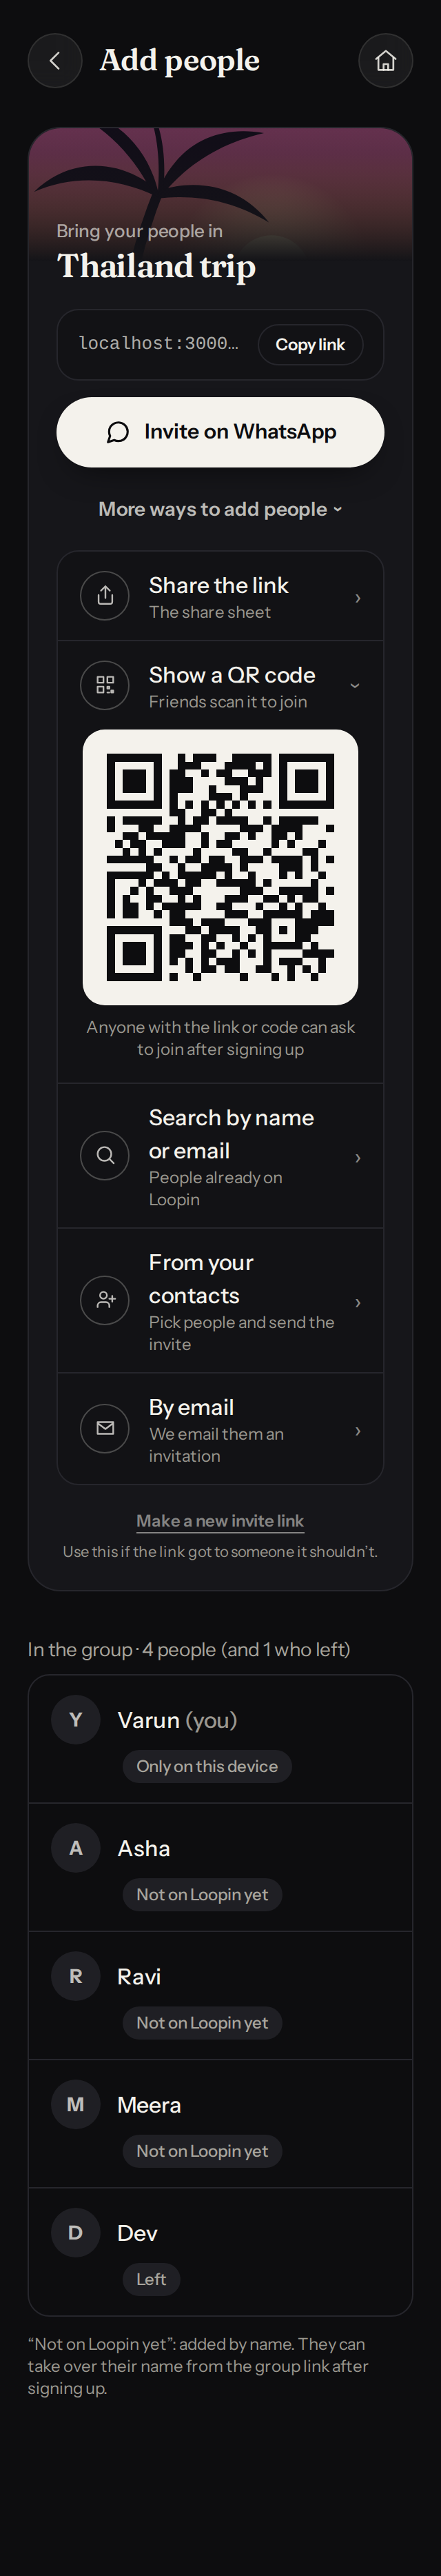 Add people
Bring your people in
Thailand trip
localhost:3000…
Copy link
Invite on WhatsApp
More ways to add people
Share the link
The share sheet
Show a QR code
Friends scan it to join
Anyone with the link or code can ask
to join after signing up
Search by name
or email
People already on
Loopin
From your
contacts
Pick people and send the
invite
By email
We email them an
invitation
Make a new invite link
Use this if the link got to someone it shouldn’t.
In the group · 4 people (and 1 who left)
Y
Varun (you)
Only on this device
A
Asha
Not on Loopin yet
R
Ravi
Not on Loopin yet
M
Meera
Not on Loopin yet
D
Dev
Left
“Not on Loopin yet”: added by name. They can
take over their name from the group link after
signing up.